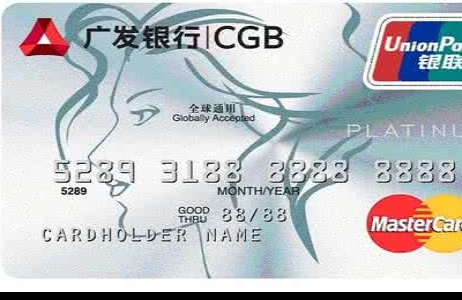 广发银行|CGB
UnionPa
银联
全球通用
Globally Accepted
PLATINU
5289 3188 8888 8888
5289
MONTH/YEAR
GOOD THRU 88/88
CARDHOLDER NAME
MasterCar